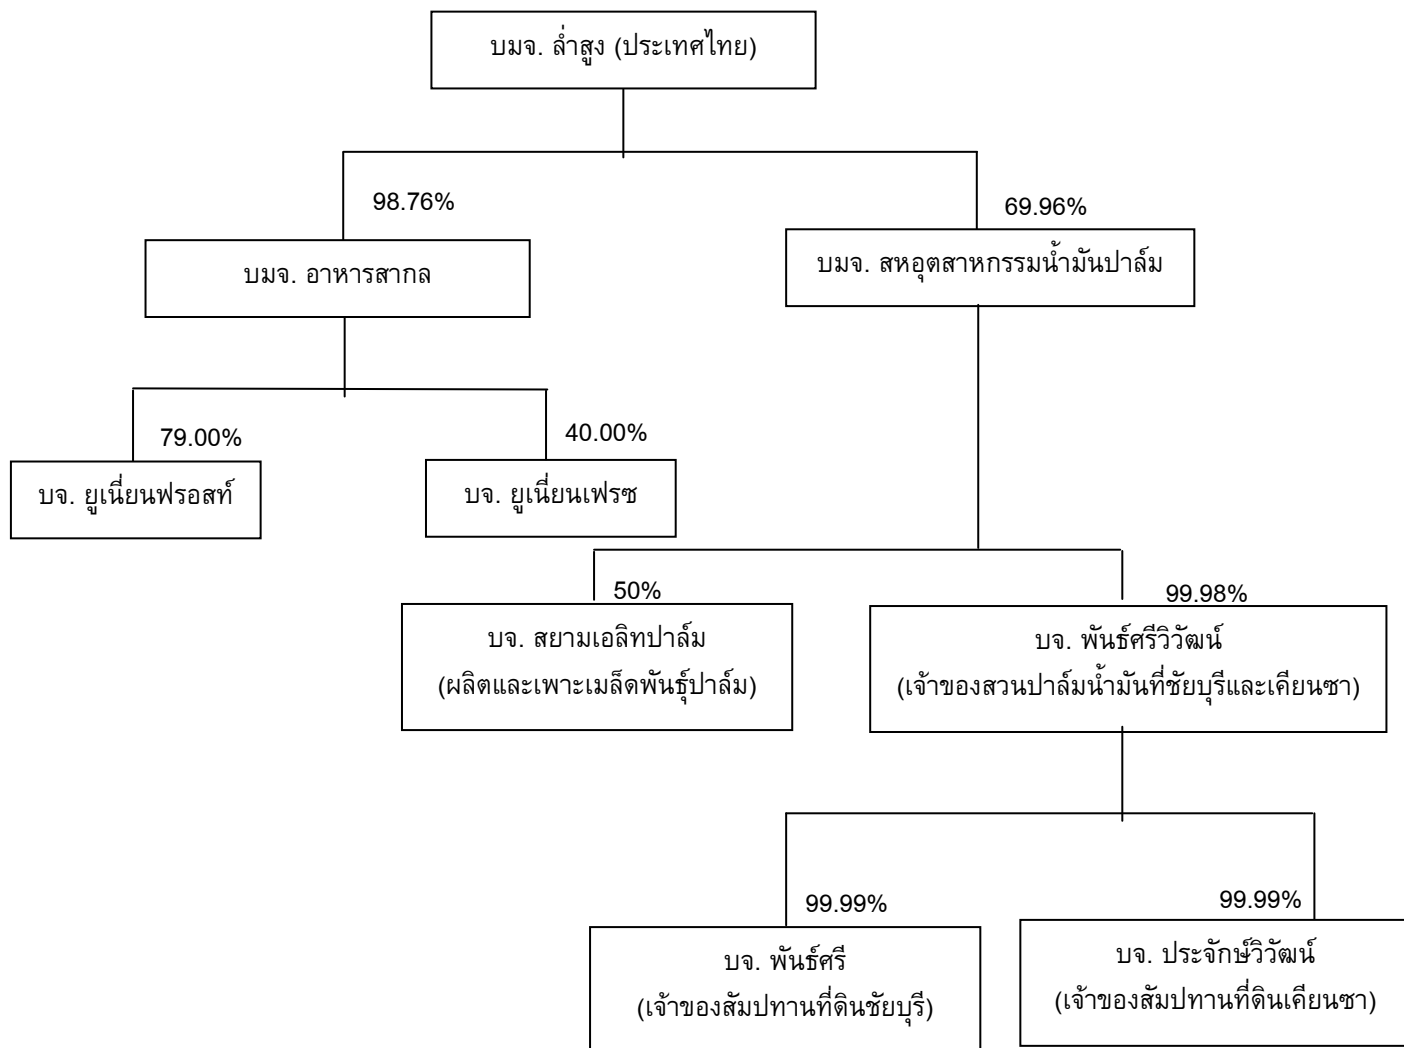 บมจ. ล่ำสูง (ประเทศไทย)
98.76%
69.96%
บมจ. อาหารสากล
บมจ. สหอุตสาหกรรมน้ำมันปาล์ม
79.00%
40.00%
บจ. ยูเนี่ยนฟรอสท์
บจ. ยูเนี่ยนเฟรซ
50%
99.98%
บจ. สยามเอลิทปาล์ม
(ผลิตและเพาะเมล็ดพันธุ์ปาล์ม)
บจ. พันธ์ศรีวิวัฒน์
(เจ้าของสวนปาล์มน้ำมันที่ชัยบุรีและเคียนซา)
99.99%
99.99%
บจ. พันธ์ศรี
(เจ้าของสัมปทานที่ดินชัยบุรี)
บจ. ประจักษ์วิวัฒน์
(เจ้าของสัมปทานที่ดินเคียนซา)